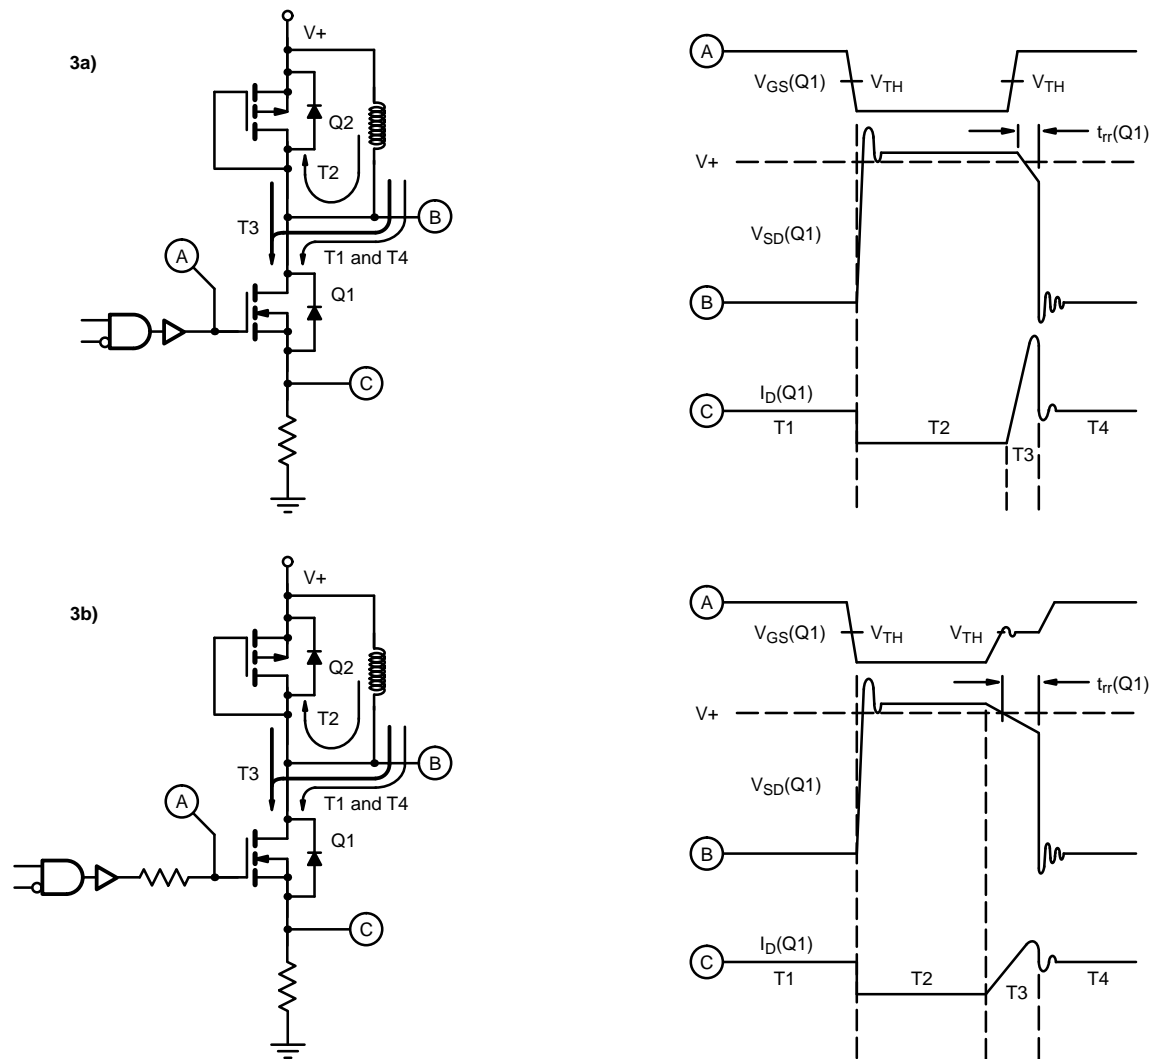 3a)
V+
Q2
T2
T3
B
A
T1 and T4
Q1
C
A
VGS(Q1)
VTH
VTH
trr(Q1)
V+
VSD(Q1)
B
ID(Q1)
C
T1
T2
T3
T4
3b)
V+
Q2
T2
T3
B
A
T1 and T4
Q1
C
A
VGS(Q1)
VTH
VTH
trr(Q1)
V+
VSD(Q1)
B
ID(Q1)
C
T1
T2
T3
T4